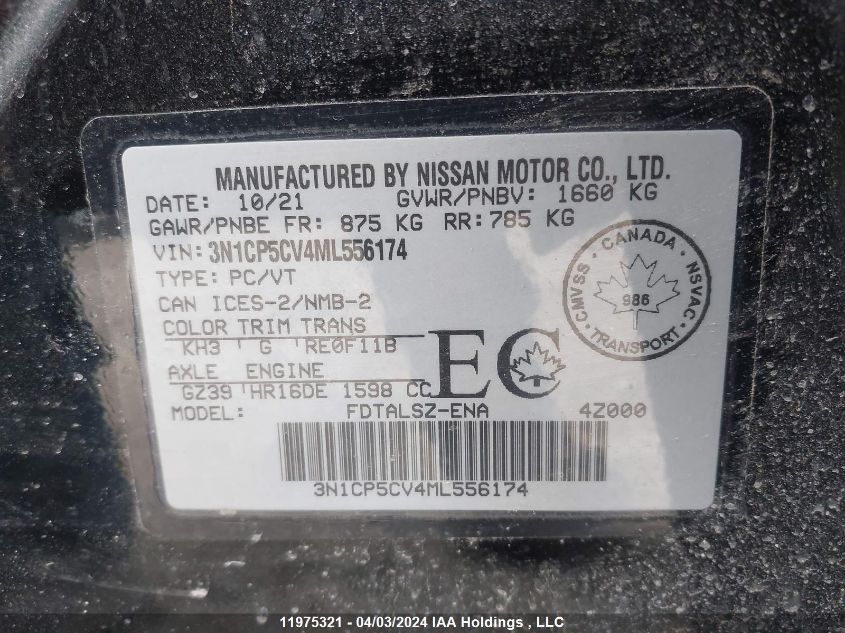 MANUFACTURED BY NISSAN MOTOR CO., LTD.
DATE: 10/21 GVWR/PNBV: 1660 KG
GAWR/PNBE FR: 875 KG RR: 785 KG
VIN: 3N1CP5CV4ML556174
TYPE: PC/VT
CAN ICES-2/NMB-2
COLOR TRIM TRANS
KH3 G RE0F11B
AXLE ENGINE
GZ39 HR16DE 1598 CC
EC
CANADA
CMVSS NSVAC
986
TRANSPORT
MODEL: FDTALSZ-ENA 4Z000
3N1CP5CV4ML556174
11975321 - 04/03/2024 IAA Holdings , LLC